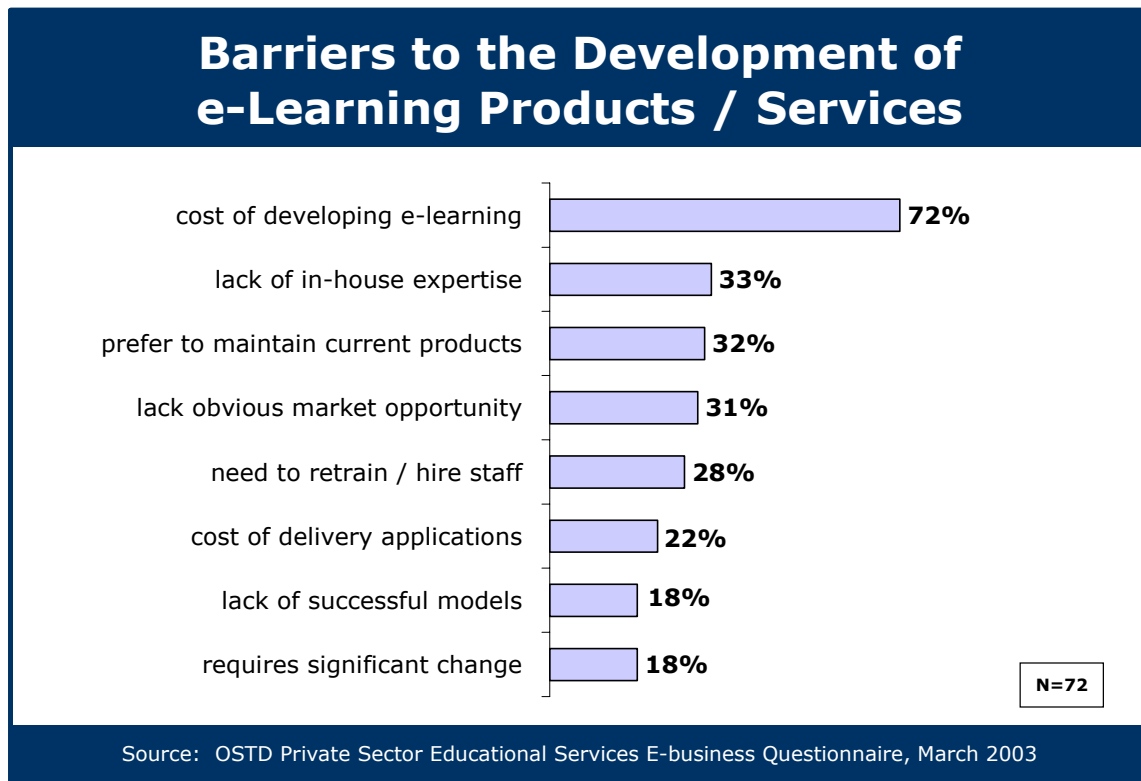 Barriers to the Development of
e-Learning Products / Services
cost of developing e-learning 72%
lack of in-house expertise 33%
prefer to maintain current products 32%
lack obvious market opportunity 31%
need to retrain / hire staff 28%
cost of delivery applications 22%
lack of successful models 18%
requires significant change 18%
N=72
Source: OSTD Private Sector Educational Services E-business Questionnaire, March 2003